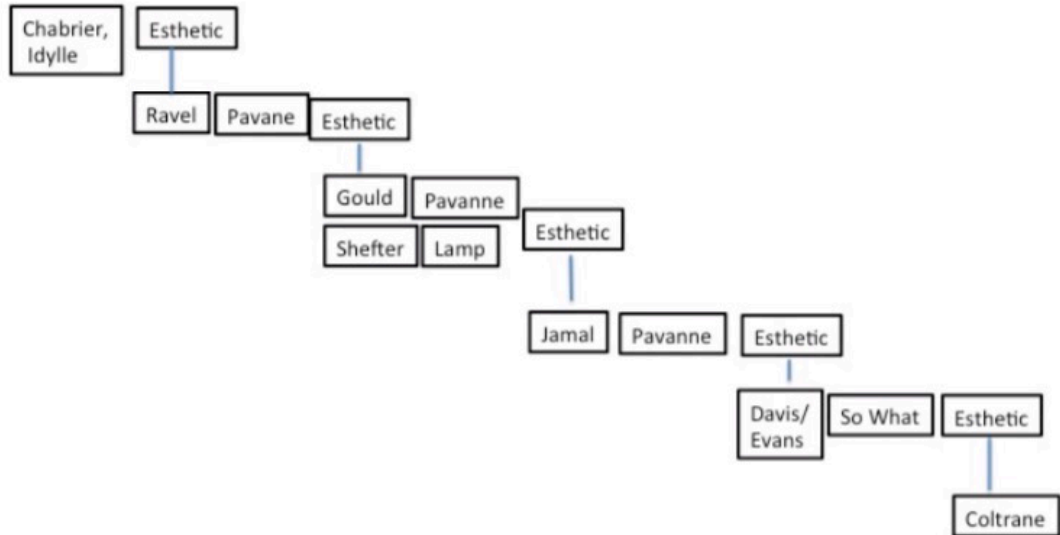 Chabrier, Esthetic
Idylle
Ravel Pavane Esthetic
Gould Pavanne
Esthetic
Shefter Lamp
Jamal Pavanne Esthetic
Davis/ So What Esthetic
Evans
Coltrane